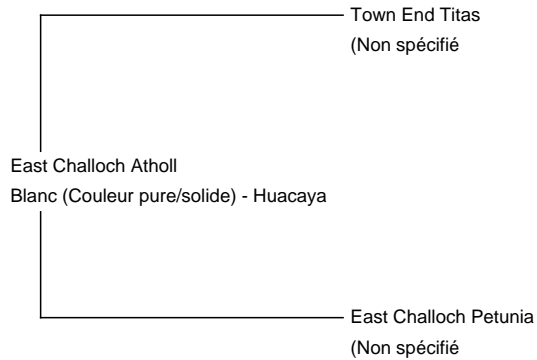 Town End Titas
(Non spécifié
East Challoch Atholl
Blanc (Couleur pure/solide) - Huacaya
East Challoch Petunia
(Non spécifié